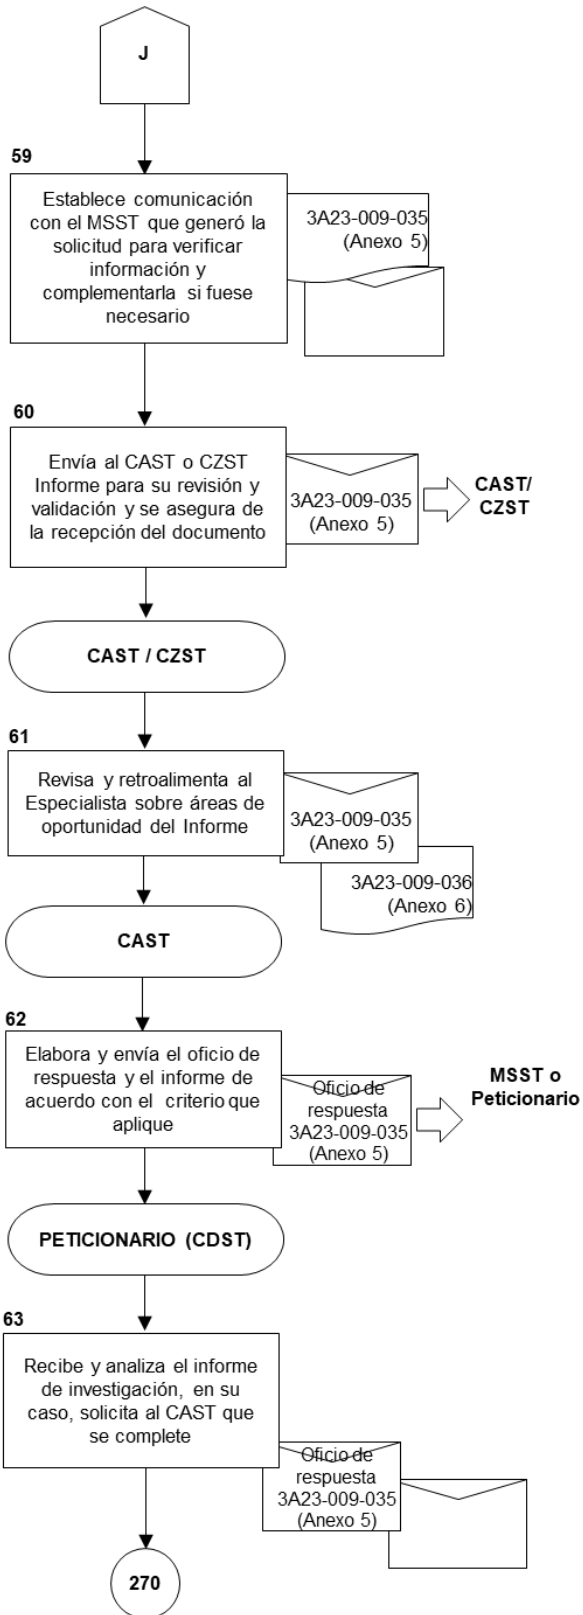 J
59
Establece comunicación
con el MSST que generó la
solicitud para verificar
información y
complementarla si fuese
necesario
3A23-009-035
(Anexo 5)
60
Envía al CAST o CZST
Informe para su revisión y
validación y se asegura de
la recepción del documento
3A23-009-035
(Anexo 5)
CAST/
CZST
CAST / CZST
61
Revisa y retroalimenta al
Especialista sobre áreas de
oportunidad del Informe
3A23-009-035
(Anexo 5)
3A23-009-036
(Anexo 6)
CAST
62
Elabora y envía el oficio de
respuesta y el informe de
acuerdo con el criterio que
aplique
Oficio de
respuesta
3A23-009-035
(Anexo 5)
MSST o
Peticionario
PETICIONARIO (CDST)
63
Recibe y analiza el informe
de investigación, en su
caso, solicita al CAST que
se complete
Oficio de
respuesta
3A23-009-035
(Anexo 5)
270